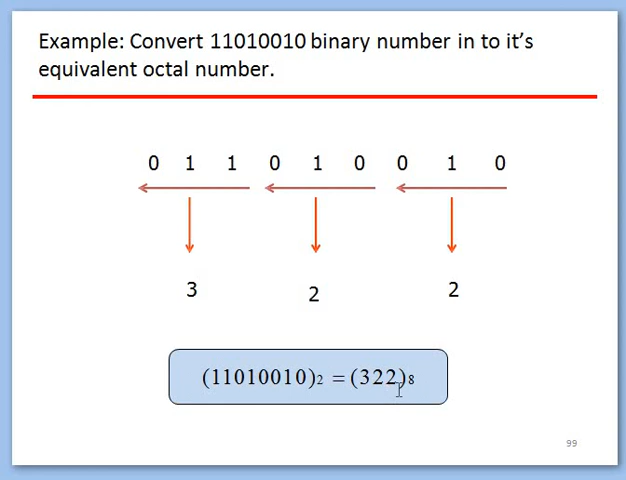 Example: Convert 11010010 binary number in to it's
equivalent octal number.
0 1 1 0 1 0 0 1 0
3 2 2
(11010010)2 = (322)8
99